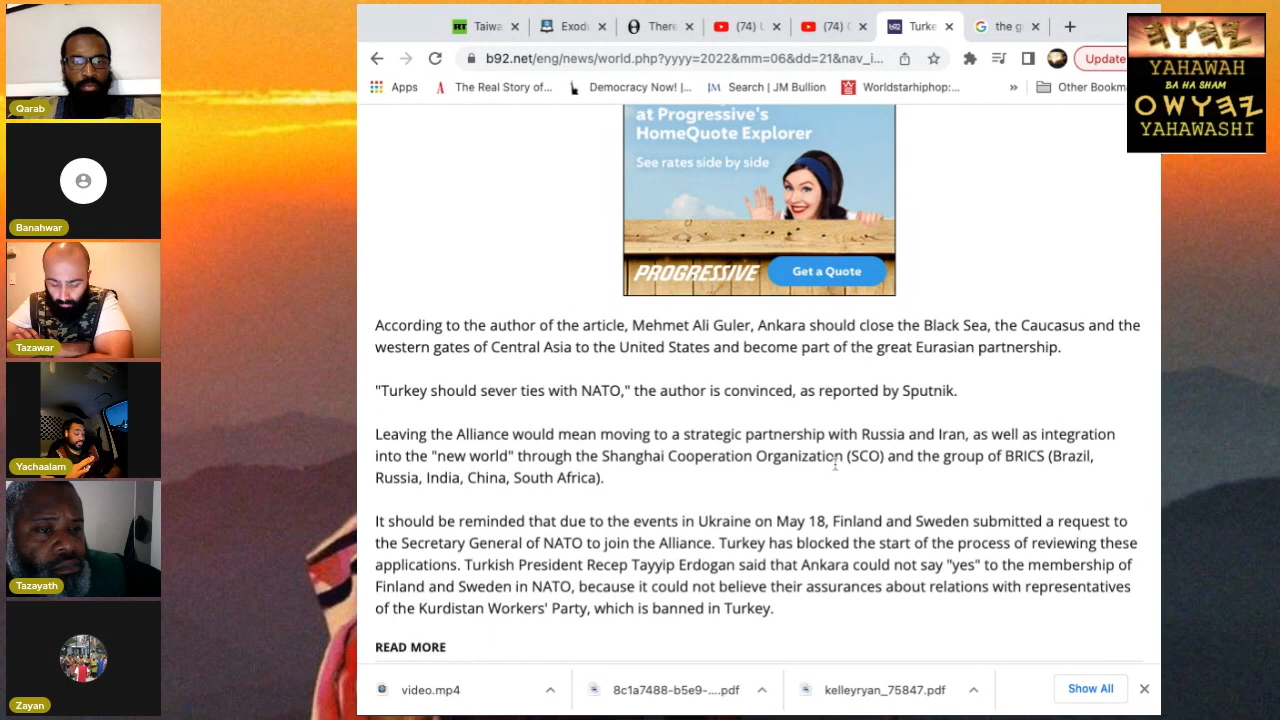 Qarab
Banahwar
Tazawar
Yachaalam
Tazayath
Zayan
Taiwa
Exod
There
(74)
(74)
Turke
the g
b92.net/eng/news/world.php?yyyy=2022&mm=06&dd=21&nav_i...
Update
Apps
The Real Story of...
Democracy Now! |...
Search | JM Bullion
Worldstarhiphop:...
»
Other Bookm
at Progressive's
HomeQuote Explorer
See rates side by side
PROGRESSIVE
Get a Quote
According to the author of the article, Mehmet Ali Guler, Ankara should close the Black Sea, the Caucasus and the
western gates of Central Asia to the United States and become part of the great Eurasian partnership.
"Turkey should sever ties with NATO," the author is convinced, as reported by Sputnik.
Leaving the Alliance would mean moving to a strategic partnership with Russia and Iran, as well as integration
into the "new world" through the Shanghai Cooperation Organization (SCO) and the group of BRICS (Brazil,
Russia, India, China, South Africa).
It should be reminded that due to the events in Ukraine on May 18, Finland and Sweden submitted a request to
the Secretary General of NATO to join the Alliance. Turkey has blocked the start of the process of reviewing these
applications. Turkish President Recep Tayyip Erdogan said that Ankara could not say "yes" to the membership of
Finland and Sweden in NATO, because it could not believe their assurances about relations with representatives
of the Kurdistan Workers' Party, which is banned in Turkey.
READ MORE
video.mp4
8c1a7488-b5e9-....pdf
kelleyryan_75847.pdf
Show All
YAHAWAH
BA HA SHAM
YAHAWASHI